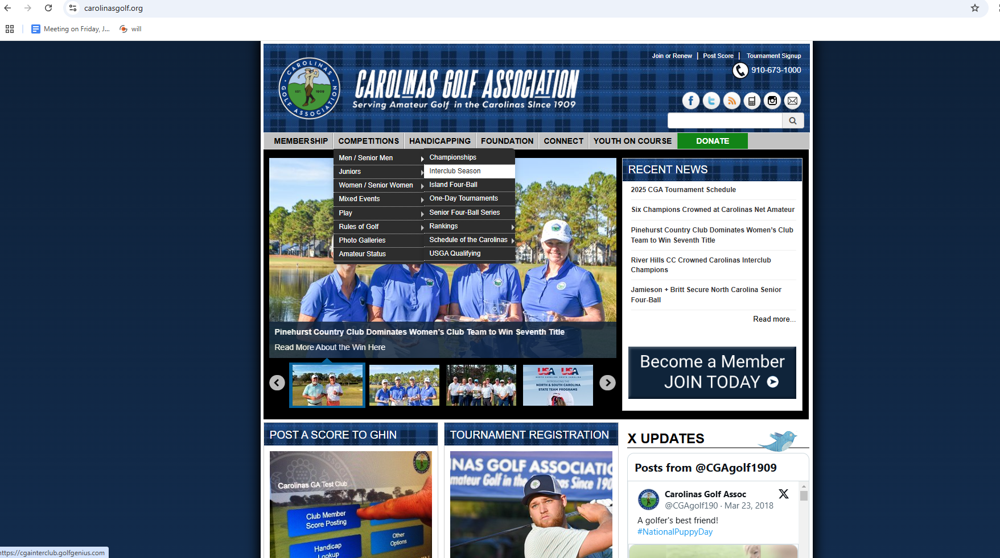 carolinasgolf.org
Meeting on Friday, J...
will
CAROLINAS
GOLF ASSOCIATION
EST. 1909
CAROLINAS GOLF ASSOCIATION
Serving Amateur Golf in the Carolinas Since 1909
Join or Renew | Post Score | Tournament Signup
910-673-1000
MEMBERSHIP COMPETITIONS HANDICAPPING FOUNDATION CONNECT YOUTH ON COURSE DONATE
Men / Senior Men
Juniors
Women / Senior Women
Mixed Events
Play
Rules of Golf
Photo Galleries
Amateur Status
Championships
Interclub Season
Island Four-Ball
One-Day Tournaments
Senior Four-Ball Series
Rankings
Schedule of the Carolinas
USGA Qualifying
Pinehurst Country Club Dominates Women’s Club Team to Win Seventh Title
Read More About the Win Here
USA USA
NORTH CAROLINA SOUTH CAROLINA
INTRODUCING THE
NORTH & SOUTH CAROLINA
STATE TEAM PROGRAMS
RECENT NEWS
2025 CGA Tournament Schedule
Six Champions Crowned at Carolinas Net Amateur
Pinehurst Country Club Dominates Women’s Club
Team to Win Seventh Title
River Hills CC Crowned Carolinas Interclub
Champions
Jamieson + Britt Secure North Carolina Senior
Four-Ball
Read more...
Become a Member
JOIN TODAY
POST A SCORE TO GHIN
Carolinas GA Test Club
Club Member
Score Posting
Other
Options
Handicap
Lookup
TOURNAMENT REGISTRATION
INAS GOLF ASSOCIATIO
mateur Golf in the Carolinas Since 190
X UPDATES
Posts from @CGAgolf1909
Carolinas Golf Assoc
@CGAgolf190 · Mar 23, 2018
A golfer's best friend!
#NationalPuppyDay
https://cgainterclub.golfgenius.com